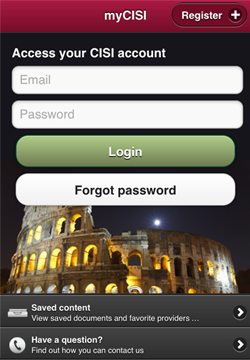 myCISI
Register
Access your CISI account
Email
Password
Login
Forgot password
Saved content
View saved documents and favorite providers ...
Have a question?
Find out how you can contact us